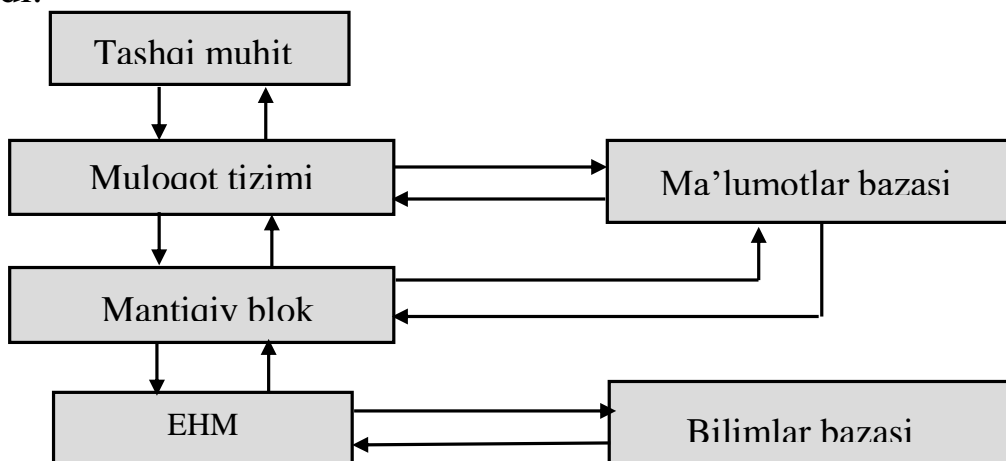 Tashqi muhit
Muloqot tizimi
Ma’lumotlar bazasi
Mantiqiy blok
EHM
Bilimlar bazasi